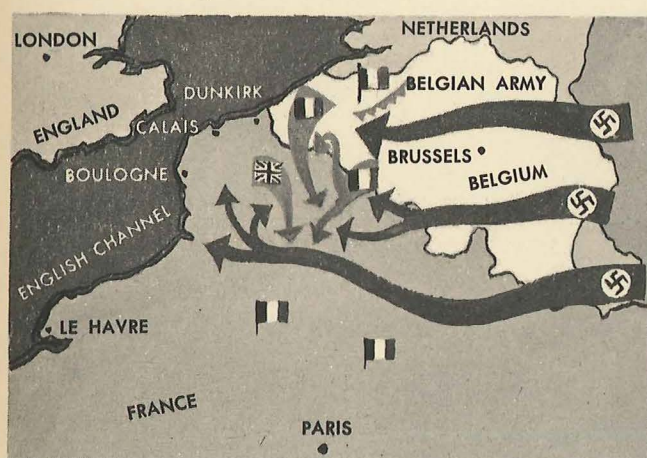 LONDON
NETHERLANDS
DUNKIRK
BELGIAN ARMY
ENGLAND
CALAIS
BRUSSELS
BOULOGNE
BELGIUM
ENGLISH CHANNEL
LE HAVRE
FRANCE
PARIS